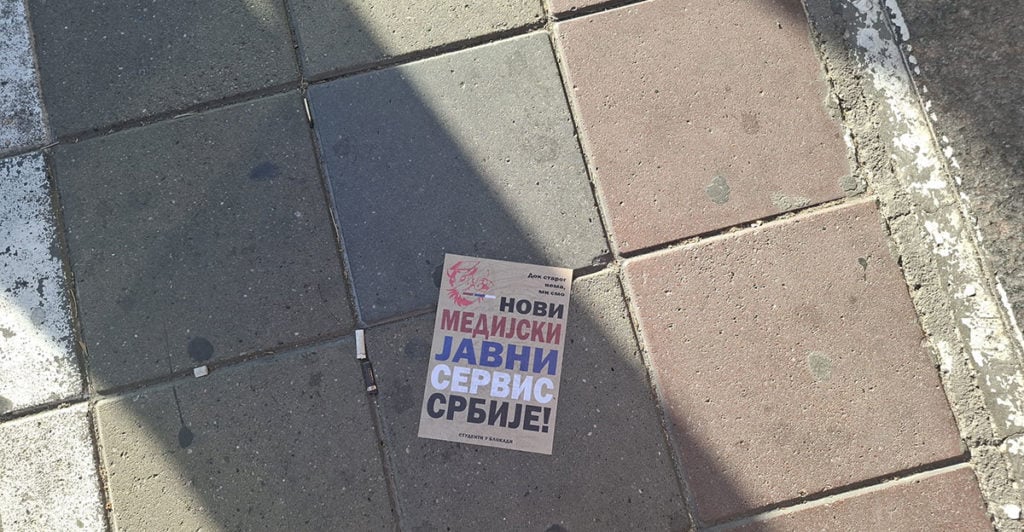 Док старог
нема,
ми смо
НОВИ
МЕДИЈСКИ
ЈАВНИ
СЕРВИС
СРБИЈЕ!
СТУДЕНТИ У БЛОКАДИ